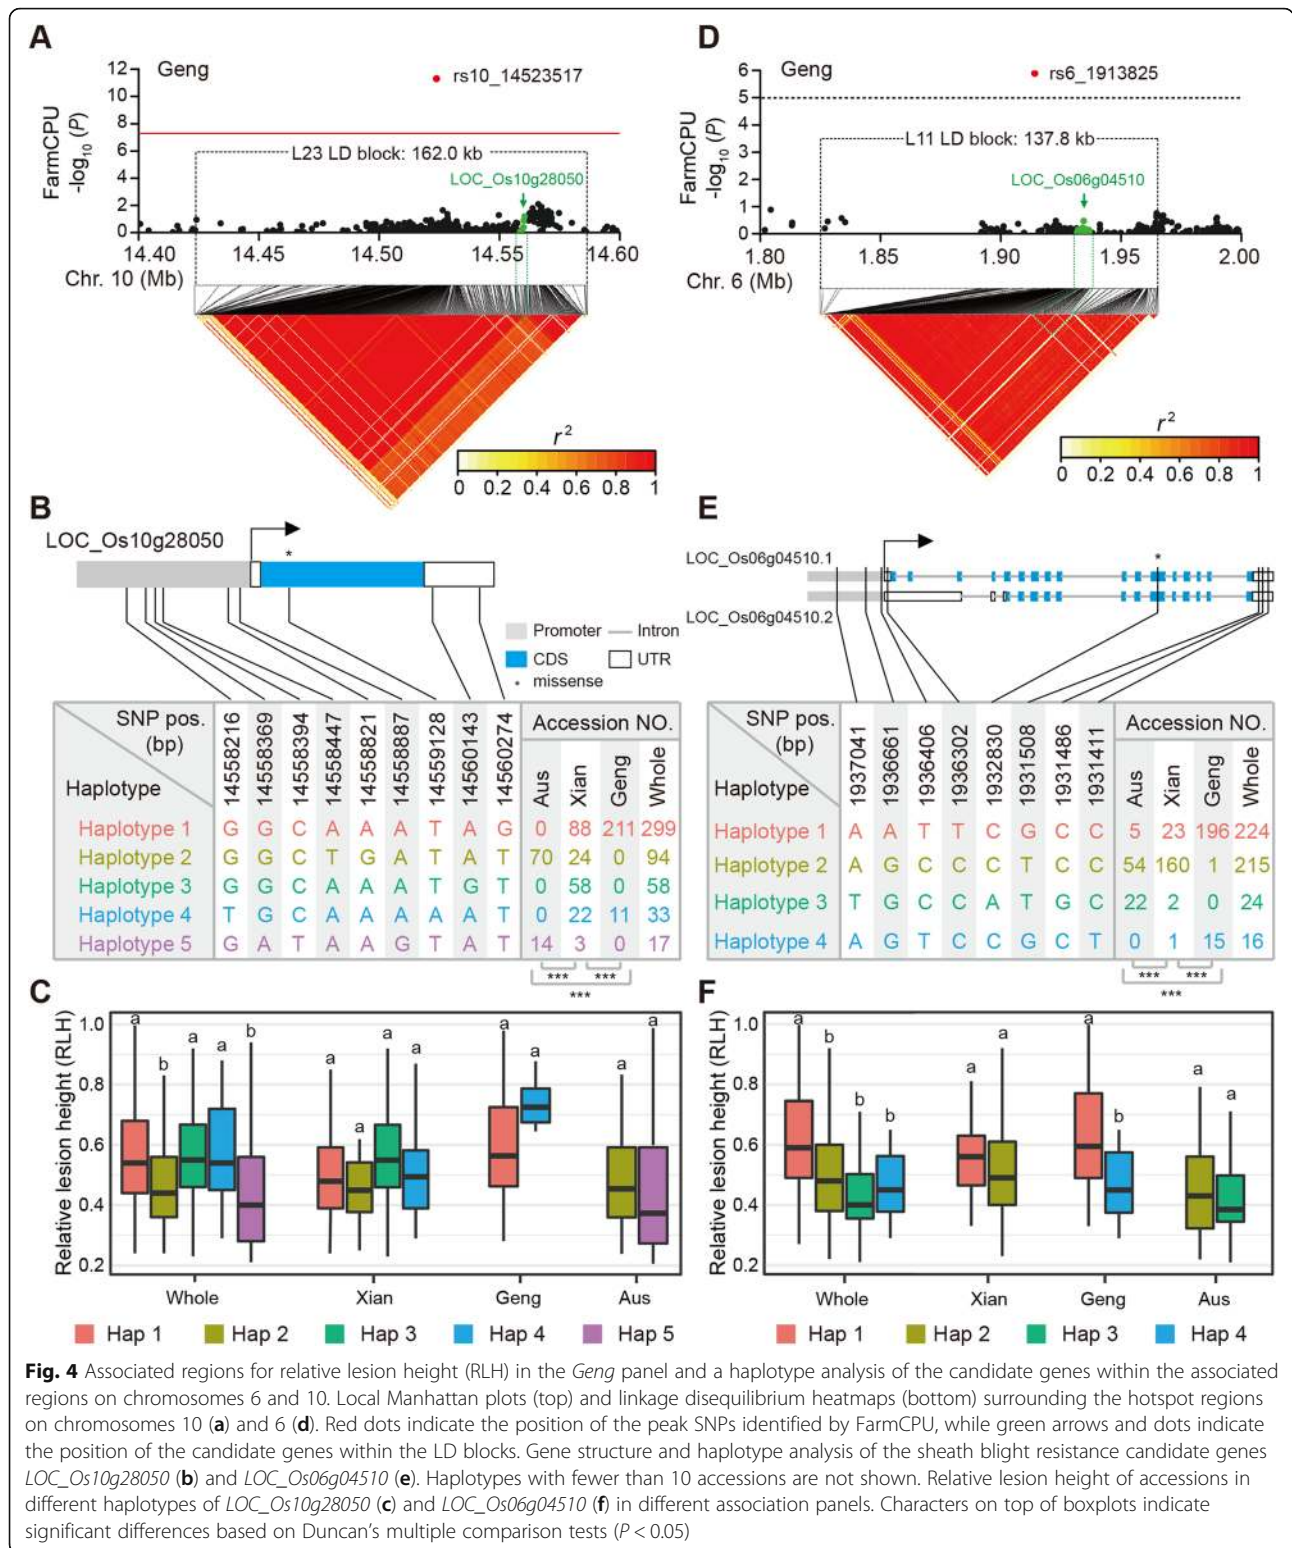 A
Geng
rs10_14523517
12
10
8
6
4
2
0
FarmCPU
-log10 (P)
L23 LD block: 162.0 kb
LOC_Os10g28050
14.40 14.45 14.50 14.55 14.60
Chr. 10 (Mb)
r2
0 0.2 0.4 0.6 0.8 1
D
Geng
rs6_1913825
6
5
4
3
2
1
0
FarmCPU
-log10 (P)
L11 LD block: 137.8 kb
LOC_Os06g04510
1.80 1.85 1.90 1.95 2.00
Chr. 6 (Mb)
r2
0 0.2 0.4 0.6 0.8 1
B
LOC_Os10g28050
*
Promoter Intron
CDS UTR
* missense
SNP pos. (bp) 14558216 14558369 14558394 14558447 14558821 14558887 14559128 14560143 14560274 Accession NO.
Haplotype Aus Xian Geng Whole
Haplotype 1 G G C A A A T A G 0 88 211 299
Haplotype 2 G G C T G A T A T 70 24 0 94
Haplotype 3 G G C A A A T G T 0 58 0 58
Haplotype 4 T G C A A A A A T 0 22 11 33
Haplotype 5 G A T A A G T A T 14 3 0 17
*** ***
***
E
LOC_Os06g04510.1
*
LOC_Os06g04510.2
SNP pos. (bp) 1937041 1936661 1936406 1936302 1932830 1931508 1931486 1931411 Accession NO.
Haplotype Aus Xian Geng Whole
Haplotype 1 A A T T C G C C 5 23 196 224
Haplotype 2 A G C C C T C C 54 160 1 215
Haplotype 3 T G C C A T G C 22 2 0 24
Haplotype 4 A G T C C G C T 0 1 15 16
*** ***
***
C
Relative lesion height (RLH)
1.0
0.8
0.6
0.4
0.2
a b a a b a a a a a a a a
Whole Xian Geng Aus
Hap 1 Hap 2 Hap 3 Hap 4 Hap 5
F
Relative lesion height (RLH)
1.0
0.8
0.6
0.4
0.2
a b b b a a a b a a
Whole Xian Geng Aus
Hap 1 Hap 2 Hap 3 Hap 4
Fig. 4 Associated regions for relative lesion height (RLH) in the Geng panel and a haplotype analysis of the candidate genes within the associated
regions on chromosomes 6 and 10. Local Manhattan plots (top) and linkage disequilibrium heatmaps (bottom) surrounding the hotspot regions
on chromosomes 10 (a) and 6 (d). Red dots indicate the position of the peak SNPs identified by FarmCPU, while green arrows and dots indicate
the position of the candidate genes within the LD blocks. Gene structure and haplotype analysis of the sheath blight resistance candidate genes
LOC_Os10g28050 (b) and LOC_Os06g04510 (e). Haplotypes with fewer than 10 accessions are not shown. Relative lesion height of accessions in
different haplotypes of LOC_Os10g28050 (c) and LOC_Os06g04510 (f) in different association panels. Characters on top of boxplots indicate
significant differences based on Duncan's multiple comparison tests (P < 0.05)